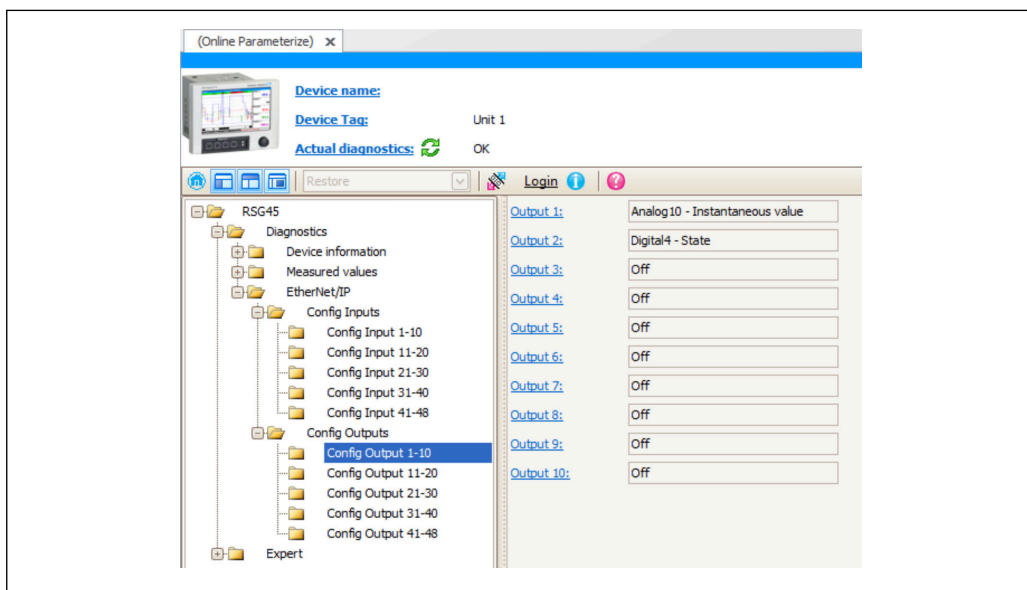 (Online Parameterize) x
Device name:
Device Tag: Unit 1
Actual diagnostics: OK
Restore Login
RSG45
Diagnostics
Device information
Measured values
EtherNet/IP
Config Inputs
Config Input 1-10
Config Input 11-20
Config Input 21-30
Config Input 31-40
Config Input 41-48
Config Outputs
Config Output 1-10
Config Output 11-20
Config Output 21-30
Config Output 31-40
Config Output 41-48
Expert
Output 1: Analog10 - Instantaneous value
Output 2: Digital4 - State
Output 3: Off
Output 4: Off
Output 5: Off
Output 6: Off
Output 7: Off
Output 8: Off
Output 9: Off
Output 10: Off